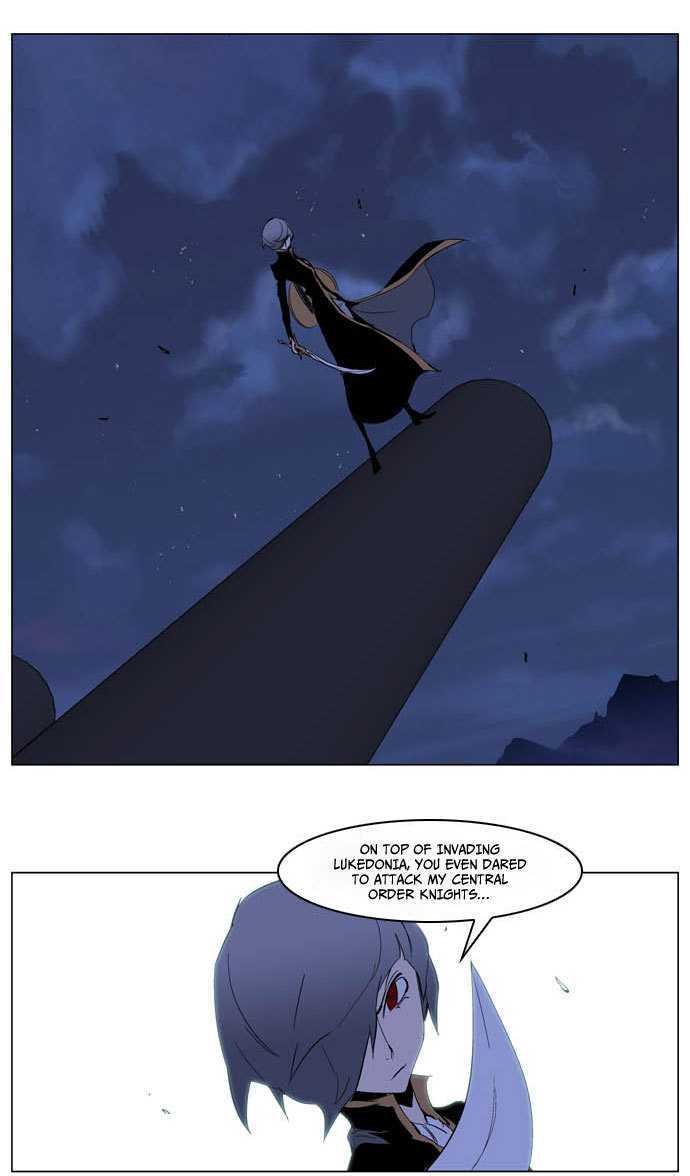 ON TOP OF INVADING
LUKEDONIA, YOU EVEN DARED
TO ATTACK MY CENTRAL
ORDER KNIGHTS...